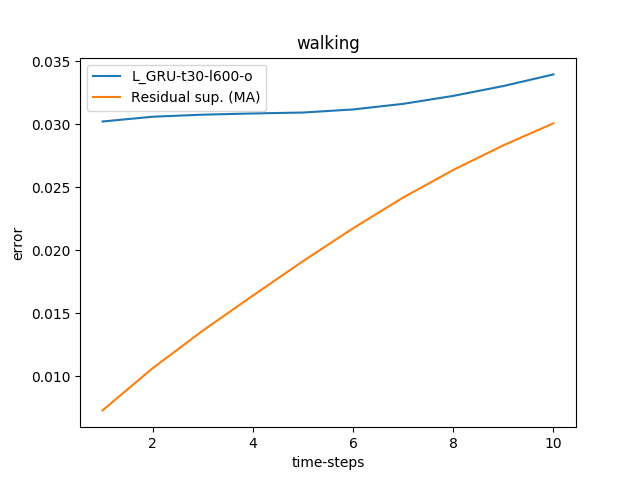 walking
L_GRU-t30-l600-o
Residual sup. (MA)
error
0.035
0.030
0.025
0.020
0.015
0.010
2 4 6 8 10
time-steps